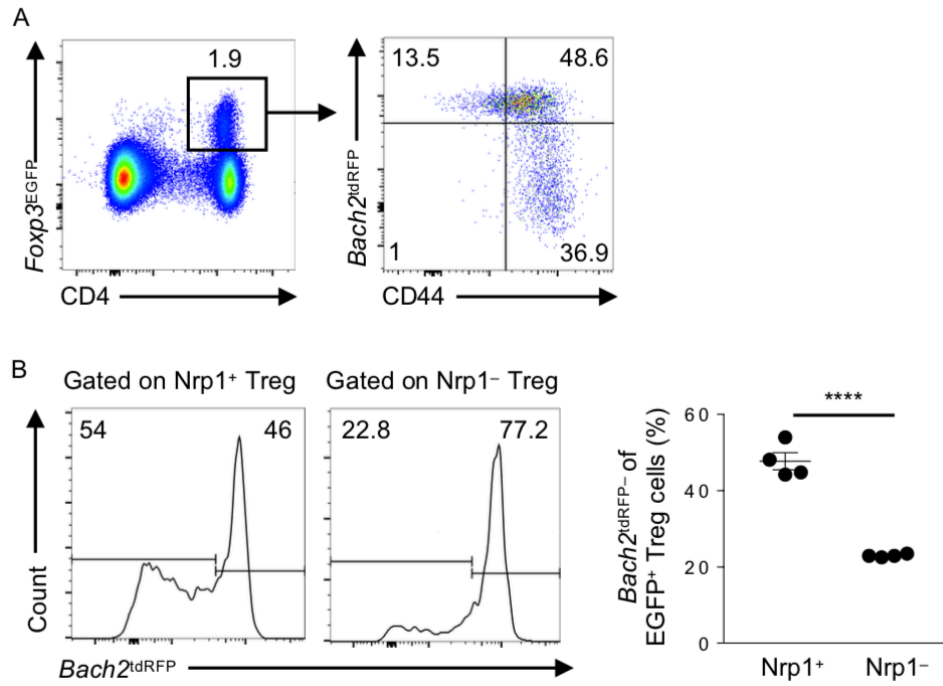 A
1.9
Foxp3EGFP
CD4
13.5 48.6
1 36.9
Bach2tdRFP
CD44
B
Gated on Nrp1+ Treg
Gated on Nrp1– Treg
54 46
22.8 77.2
Count
Bach2tdRFP
****
Bach2tdRFP– of
EGFP+ Treg cells (%)
60
40
20
0
Nrp1+ Nrp1–